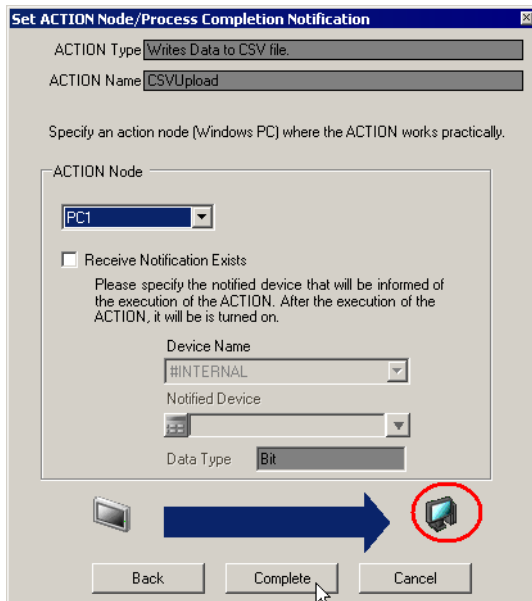 Set ACTION Node/Process Completion Notification
ACTION Type Writes Data to CSV file.
ACTION Name CSVUpload
Specify an action node (Windows PC) where the ACTION works practically.
ACTION Node
PC1
Receive Notification Exists
Please specify the notified device that will be informed of
the execution of the ACTION. After the execution of the
ACTION, it will be is turned on.
Device Name
#INTERNAL
Notified Device
Data Type Bit
Back Complete Cancel